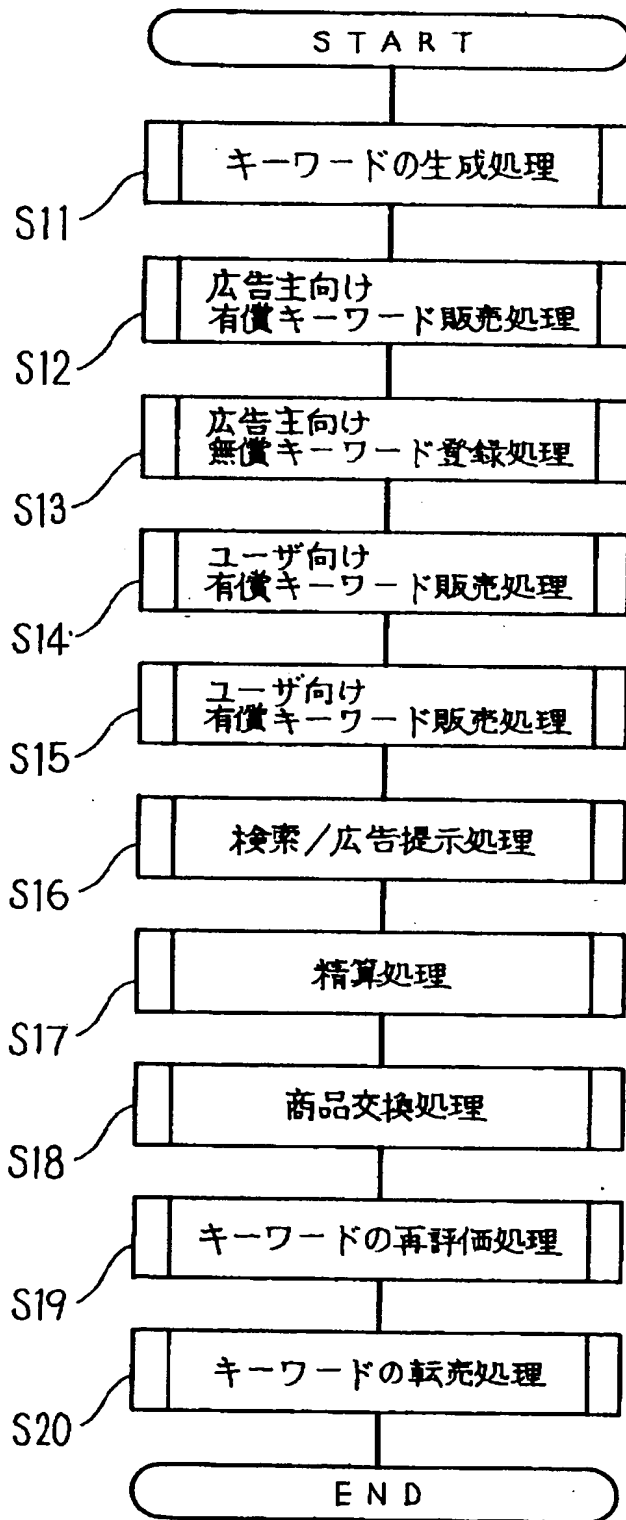 START
キーワードの生成処理
S11
広告主向け
有償キーワード販売処理
S12
広告主向け
無償キーワード登録処理
S13
ユーザ向け
有償キーワード販売処理
S14
ユーザ向け
有償キーワード販売処理
S15
検索/広告提示処理
S16
精算処理
S17
商品交換処理
S18
キーワードの再評価処理
S19
キーワードの転売処理
S20
END